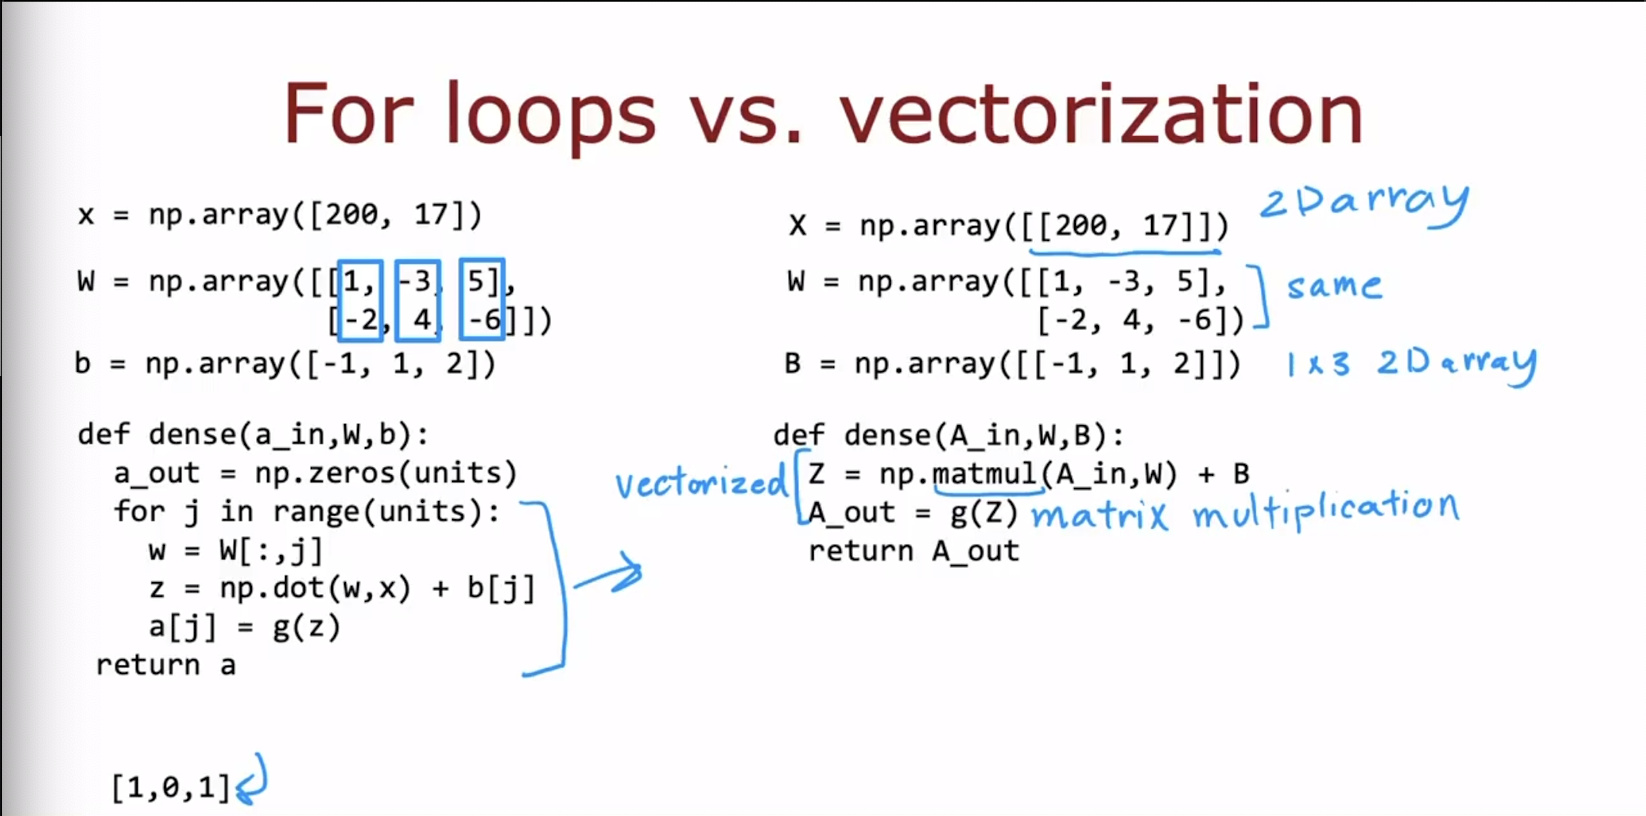 For loops vs. vectorization
x = np.array([200, 17])
W = np.array([[1, -3, 5],
[-2, 4, -6]])
b = np.array([-1, 1, 2])
def dense(a_in,W,b):
a_out = np.zeros(units)
for j in range(units):
w = W[:,j]
z = np.dot(w,x) + b[j]
a[j] = g(z)
return a
[1,0,1]
X = np.array([[200, 17]]) 2D array
W = np.array([[1, -3, 5],
[-2, 4, -6]) same
B = np.array([[-1, 1, 2]]) 1x3 2D array
def dense(A_in,W,B):
vectorized Z = np.matmul(A_in,W) + B
A_out = g(Z) matrix multiplication
return A_out